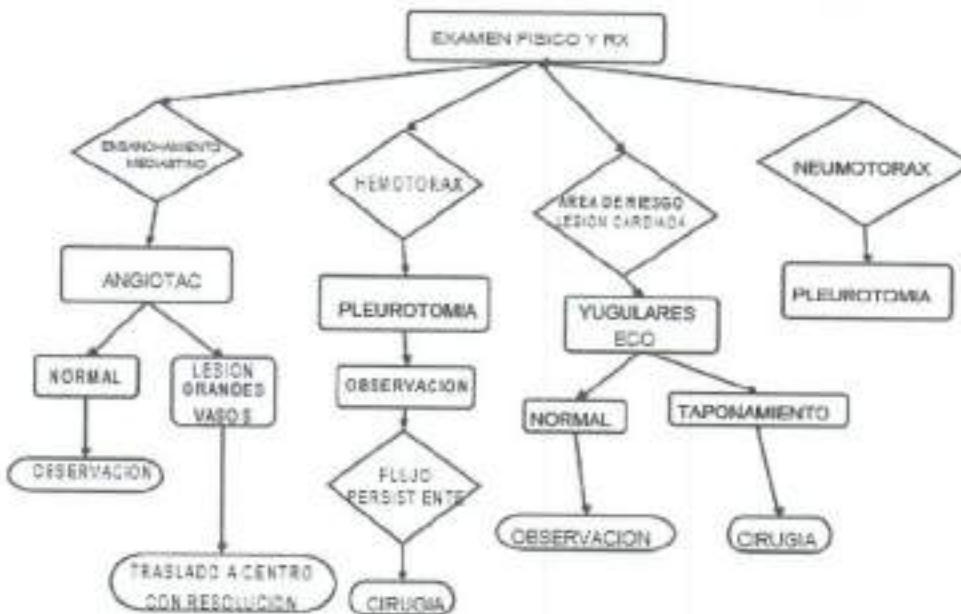 EXAMEN FISICO Y RX
ENSANCHAMIENTO
MEDIASTINO
HEMOTORAX
AREA DE RIESGO
LESION CARDIADA
NEUMOTORAX
ANGIOTAC
PLEUROTOMIA
YUGULARES
ECO
PLEUROTOMIA
NORMAL
LESION
GRANDES
VASOS
OBSERVACION
NORMAL
TAPONAMIENTO
OBSERVACION
FLUJO
PERSISTENTE
OBSERVACION
CIRUGIA
TRASLADO A CENTRO
CON RESOLUCION
CIRUGIA